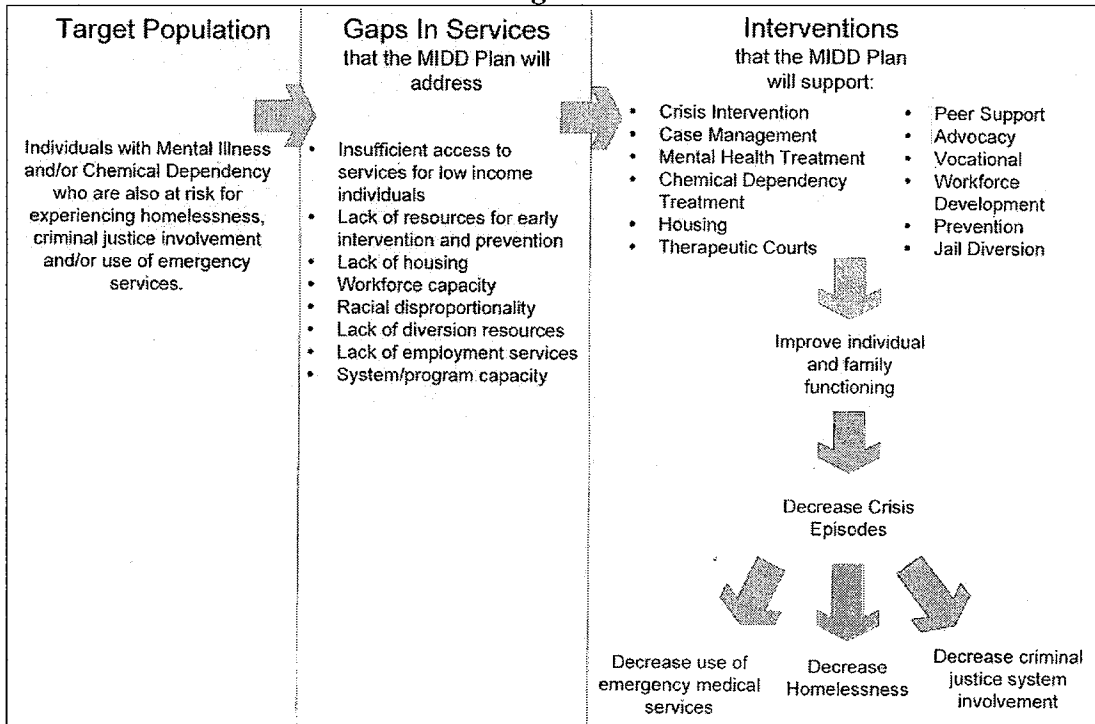 Target Population
Individuals with Mental Illness
and/or Chemical Dependency
who are also at risk for
experiencing homelessness,
criminal justice involvement
and/or use of emergency
services.
Gaps In Services
that the MIDD Plan will
address
• Insufficient access to
services for low income
individuals
• Lack of resources for early
intervention and prevention
• Lack of housing
• Workforce capacity
• Racial disproportionality
• Lack of diversion resources
• Lack of employment services
• System/program capacity
Interventions
that the MIDD Plan
will support:
• Crisis Intervention
• Case Management
• Mental Health Treatment
• Chemical Dependency
Treatment
• Housing
• Therapeutic Courts
• Peer Support
• Advocacy
• Vocational
• Workforce
Development
• Prevention
• Jail Diversion
Improve individual
and family
functioning
Decrease Crisis
Episodes
Decrease use of
emergency medical
services
Decrease
Homelessness
Decrease criminal
justice system
involvement